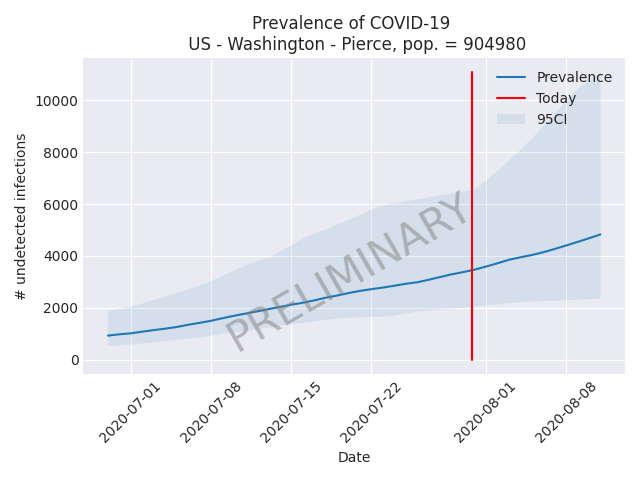 Prevalence of COVID-19
US - Washington - Pierce, pop. = 904980
Prevalence
Today
95CI
10000
8000
6000
4000
2000
0
# undetected infections
PRELIMINARY
2020-07-01
2020-07-08
2020-07-15
2020-07-22
2020-08-01
2020-08-08
Date